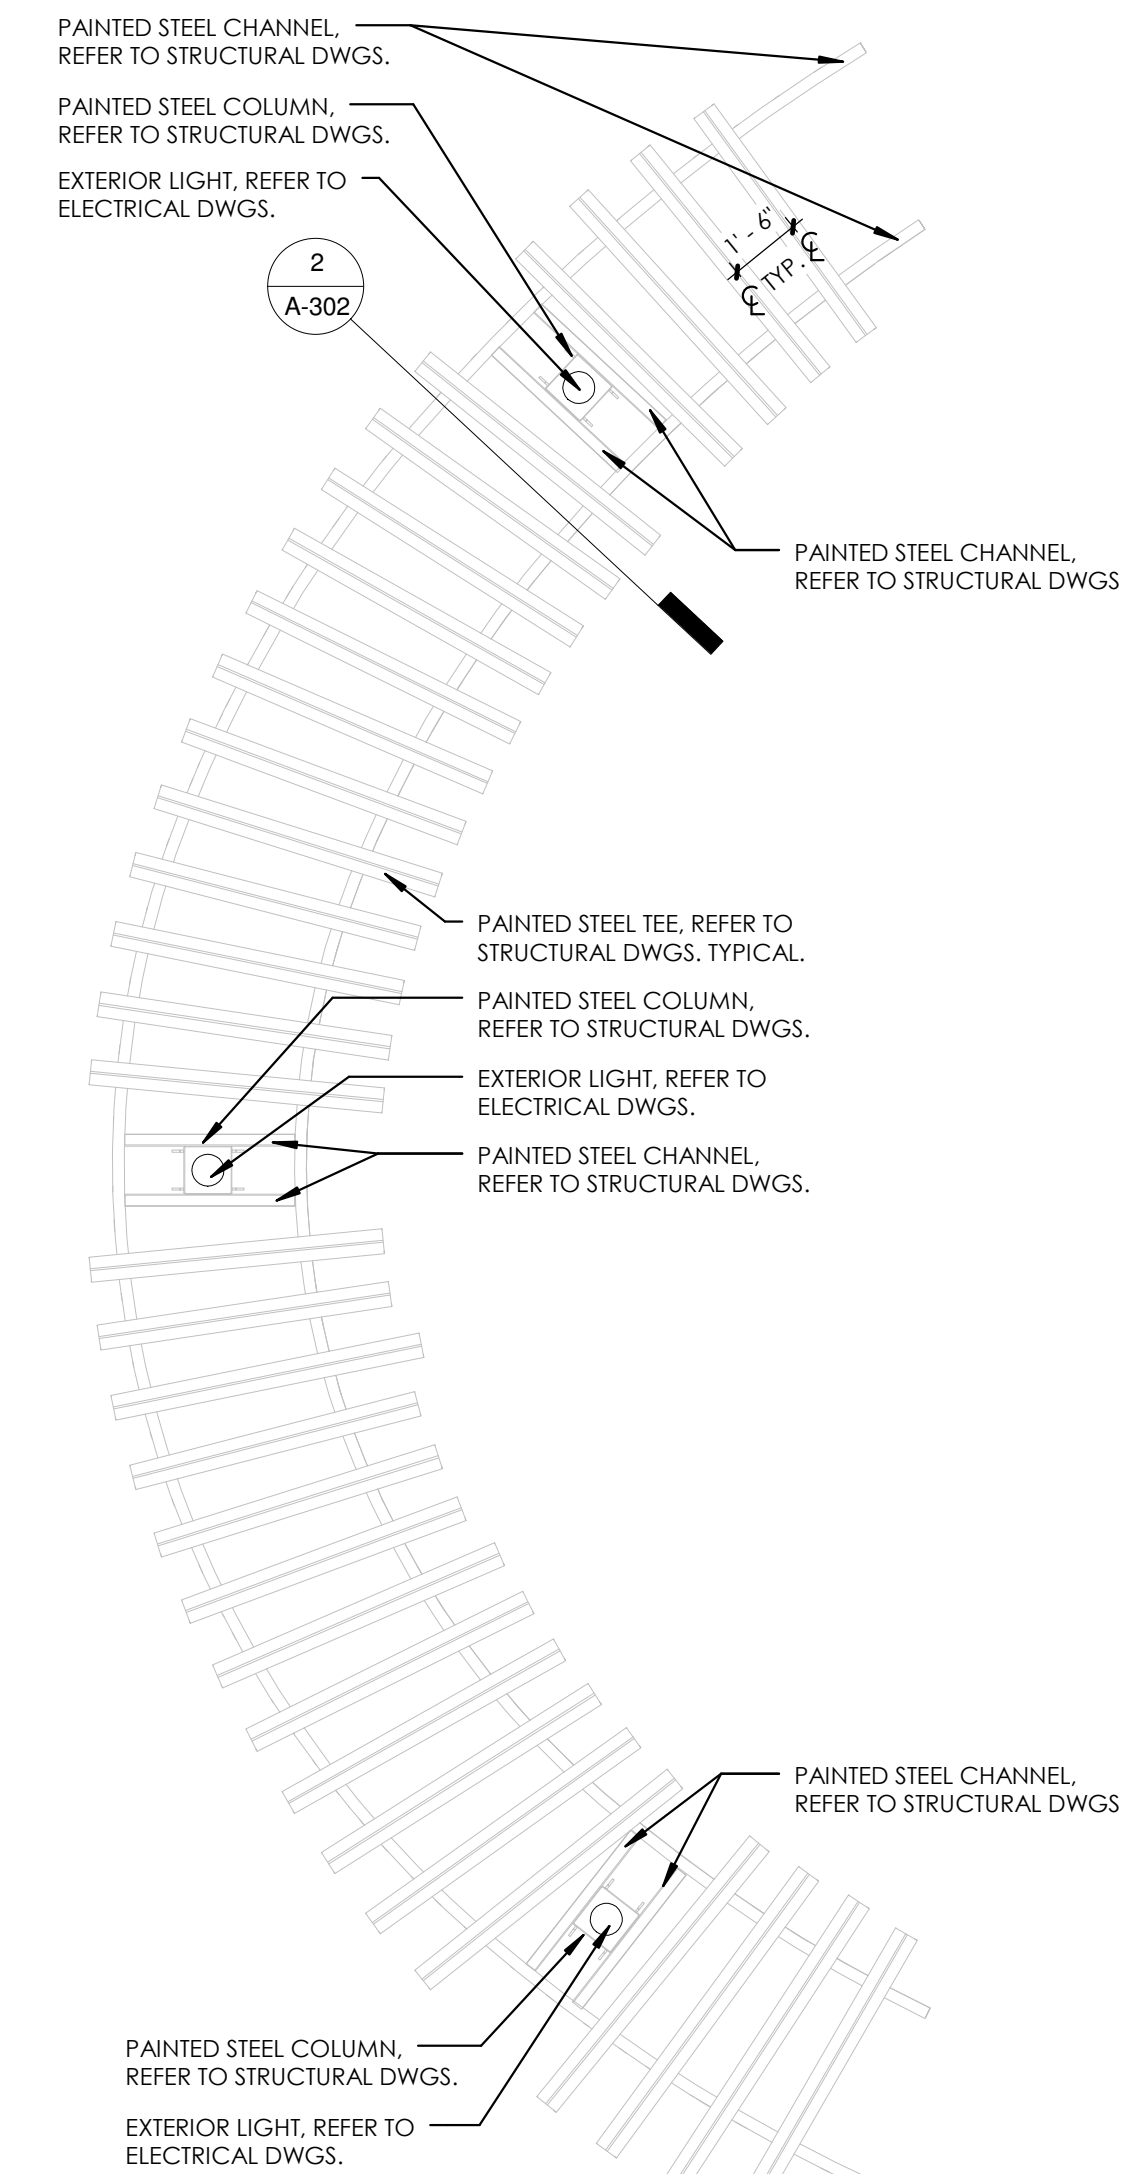 PAINTED STEEL CHANNEL,
REFER TO STRUCTURAL DWGS.
PAINTED STEEL COLUMN,
REFER TO STRUCTURAL DWGS.
EXTERIOR LIGHT, REFER TO
ELECTRICAL DWGS.
1' - 6"
TYP.
℄
℄
2
A-302
PAINTED STEEL CHANNEL,
REFER TO STRUCTURAL DWGS
PAINTED STEEL TEE, REFER TO
STRUCTURAL DWGS. TYPICAL.
PAINTED STEEL COLUMN,
REFER TO STRUCTURAL DWGS.
EXTERIOR LIGHT, REFER TO
ELECTRICAL DWGS.
PAINTED STEEL CHANNEL,
REFER TO STRUCTURAL DWGS.
PAINTED STEEL CHANNEL,
REFER TO STRUCTURAL DWGS
PAINTED STEEL COLUMN,
REFER TO STRUCTURAL DWGS.
EXTERIOR LIGHT, REFER TO
ELECTRICAL DWGS.